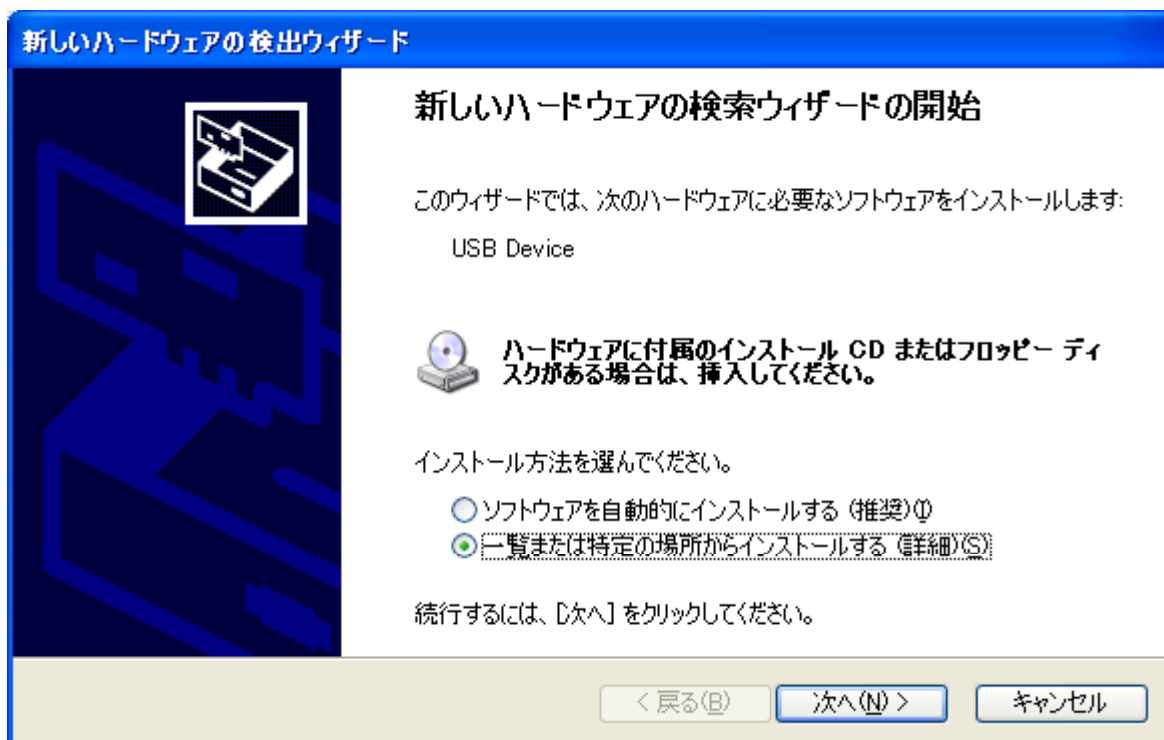 新しいハードウェアの検出ウィザード
新しいハードウェアの検索ウィザードの開始
このウィザードでは、次のハードウェアに必要なソフトウェアをインストールします:
USB Device
ハードウェアに付属のインストール CD またはフロッピー ディ
スクがある場合は、挿入してください。
インストール方法を選んでください。
ソフトウェアを自動的にインストールする (推奨)(I)
一覧または特定の場所からインストールする (詳細)(S)
続行するには、[次へ] をクリックしてください。
< 戻る(B) 次へ(N) > キャンセル